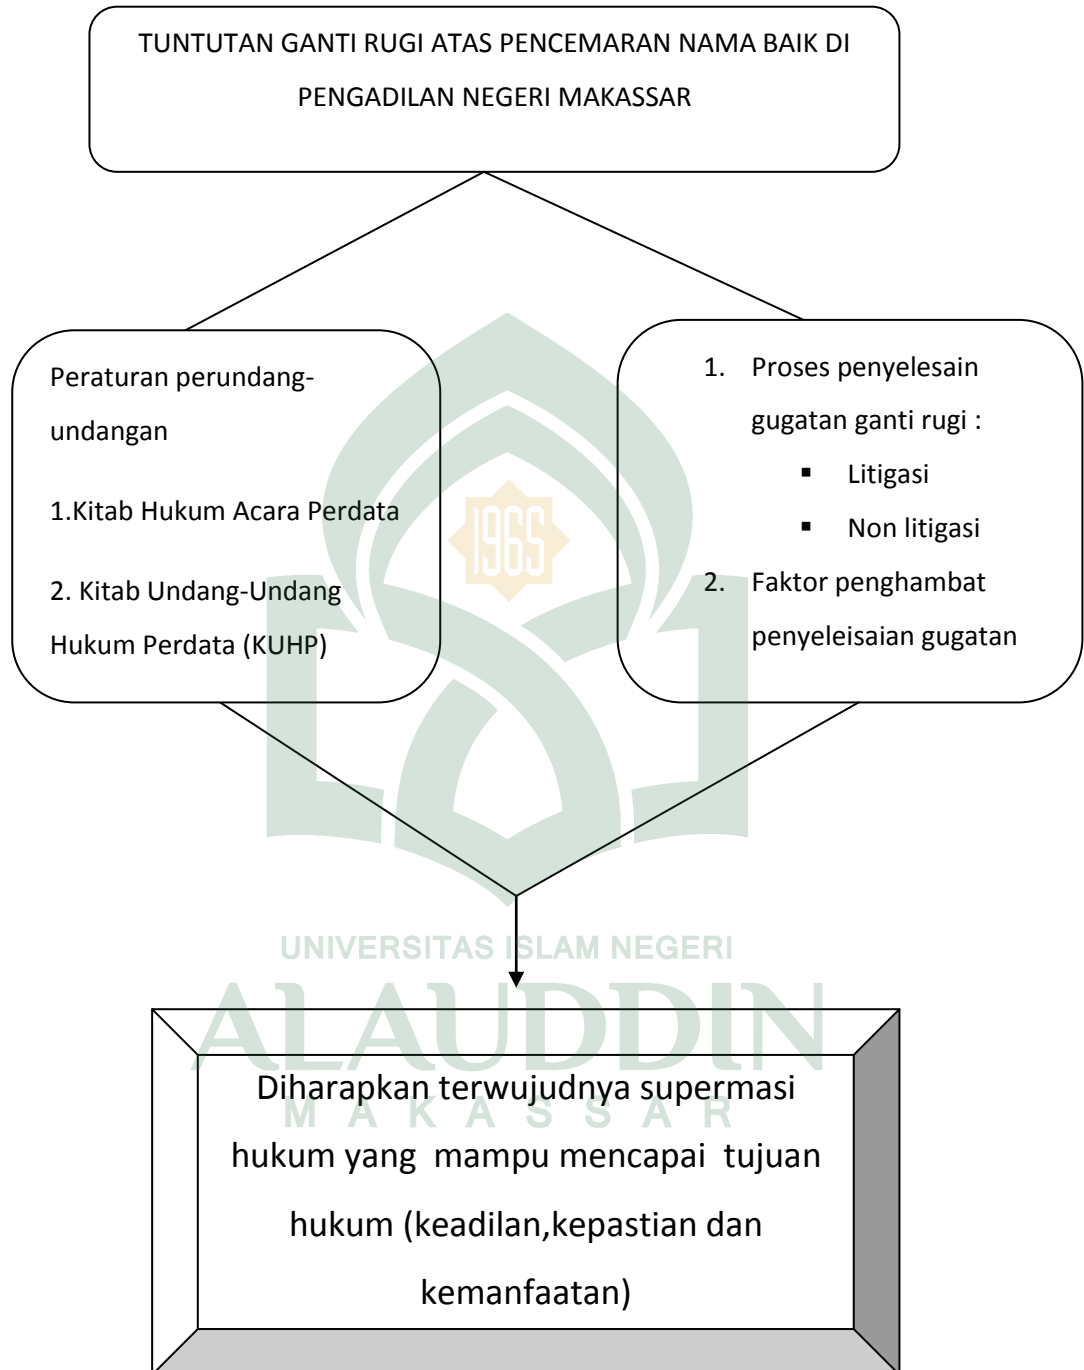 TUNTUTAN GANTI RUGI ATAS PENCEMARAN NAMA BAIK DI
PENGADILAN NEGERI MAKASSAR
Peraturan perundang-
undangan
1.Kitab Hukum Acara Perdata
2. Kitab Undang-Undang
Hukum Perdata (KUHP)
1. Proses penyelesain
gugatan ganti rugi :
▪ Litigasi
▪ Non litigasi
2. Faktor penghambat
penyeleisaian gugatan
1965
UNIVERSITAS ISLAM NEGERI
ALAUDDIN
MAKASSAR
Diharapkan terwujudnya supermasi
hukum yang mampu mencapai tujuan
hukum (keadilan,kepastian dan
kemanfaatan)